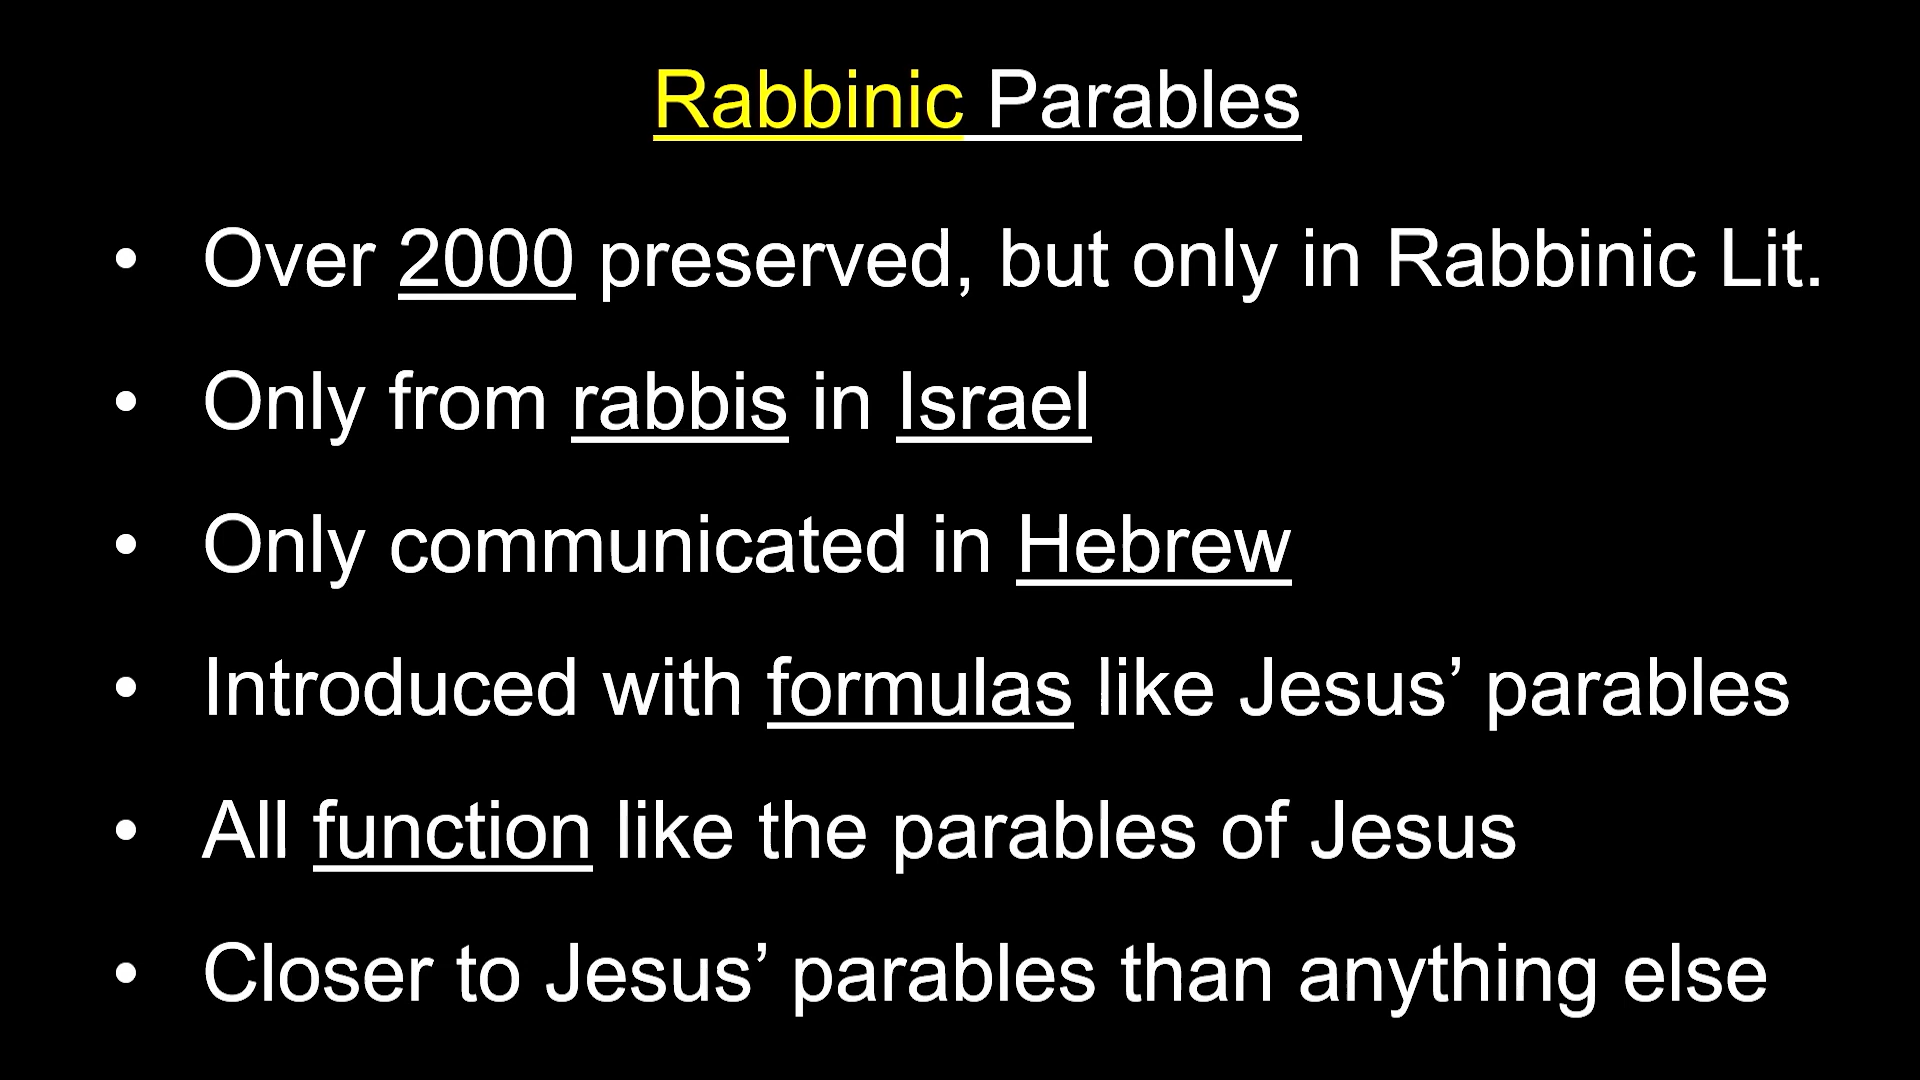 Rabbinic Parables
• Over 2000 preserved, but only in Rabbinic Lit.
• Only from rabbis in Israel
• Only communicated in Hebrew
• Introduced with formulas like Jesus’ parables
• All function like the parables of Jesus
• Closer to Jesus’ parables than anything else